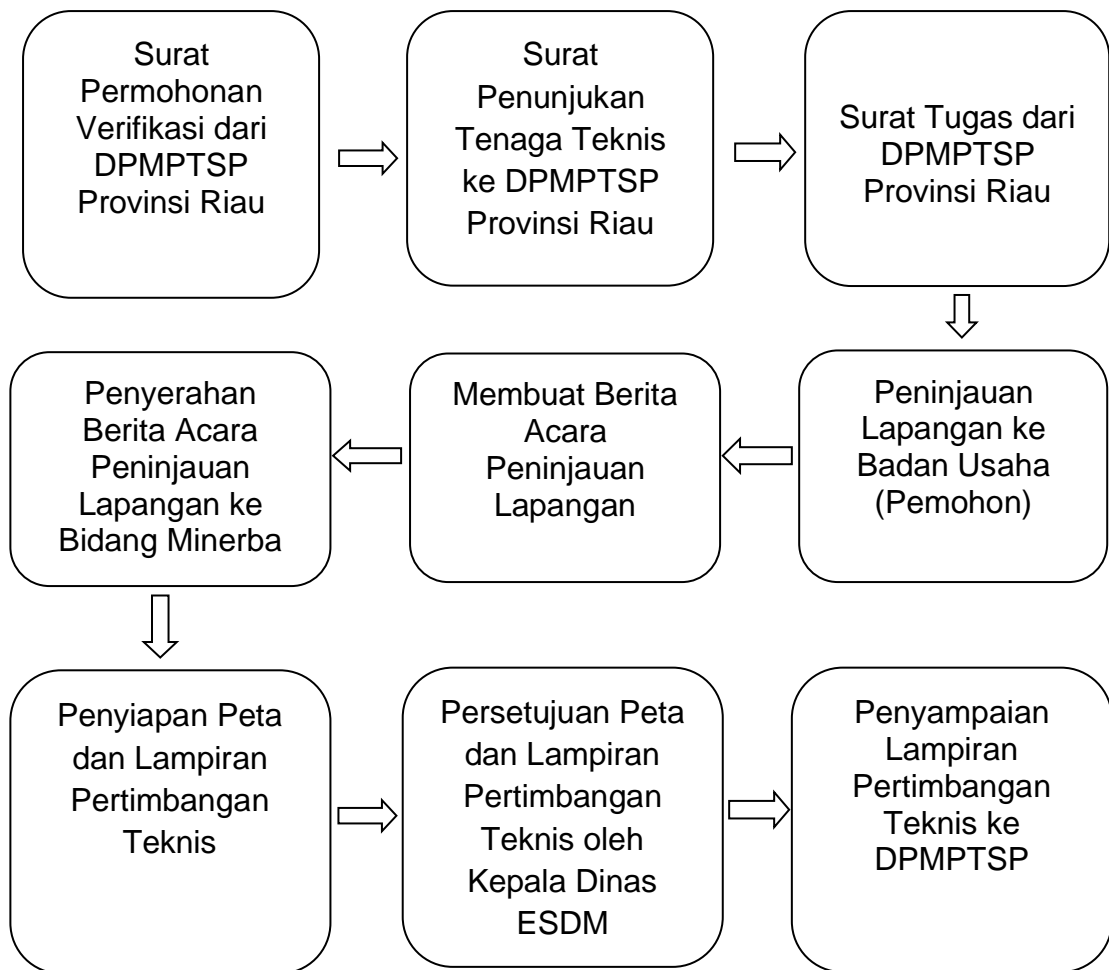 Surat
Permohonan
Verifikasi dari
DPMPTSP
Provinsi Riau
Surat
Penunjukan
Tenaga Teknis
ke DPMPTSP
Provinsi Riau
Surat Tugas dari
DPMPTSP
Provinsi Riau
Peninjauan
Lapangan ke
Badan Usaha
(Pemohon)
Membuat Berita
Acara
Peninjauan
Lapangan
Penyerahan
Berita Acara
Peninjauan
Lapangan ke
Bidang Minerba
Penyiapan Peta
dan Lampiran
Pertimbangan
Teknis
Persetujuan Peta
dan Lampiran
Pertimbangan
Teknis oleh
Kepala Dinas
ESDM
Penyampaian
Lampiran
Pertimbangan
Teknis ke
DPMPTSP